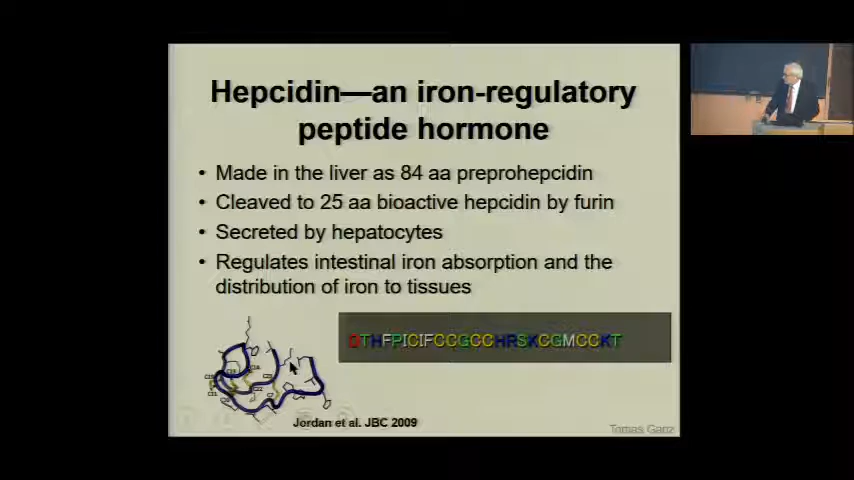 Hepcidin—an iron-regulatory
peptide hormone
• Made in the liver as 84 aa preprohepcidin
• Cleaved to 25 aa bioactive hepcidin by furin
• Secreted by hepatocytes
• Regulates intestinal iron absorption and the
distribution of iron to tissues
DTHFPICIFCCGCCHRSKCGMCCKT
Jordan et al. JBC 2009
Tomas Ganz